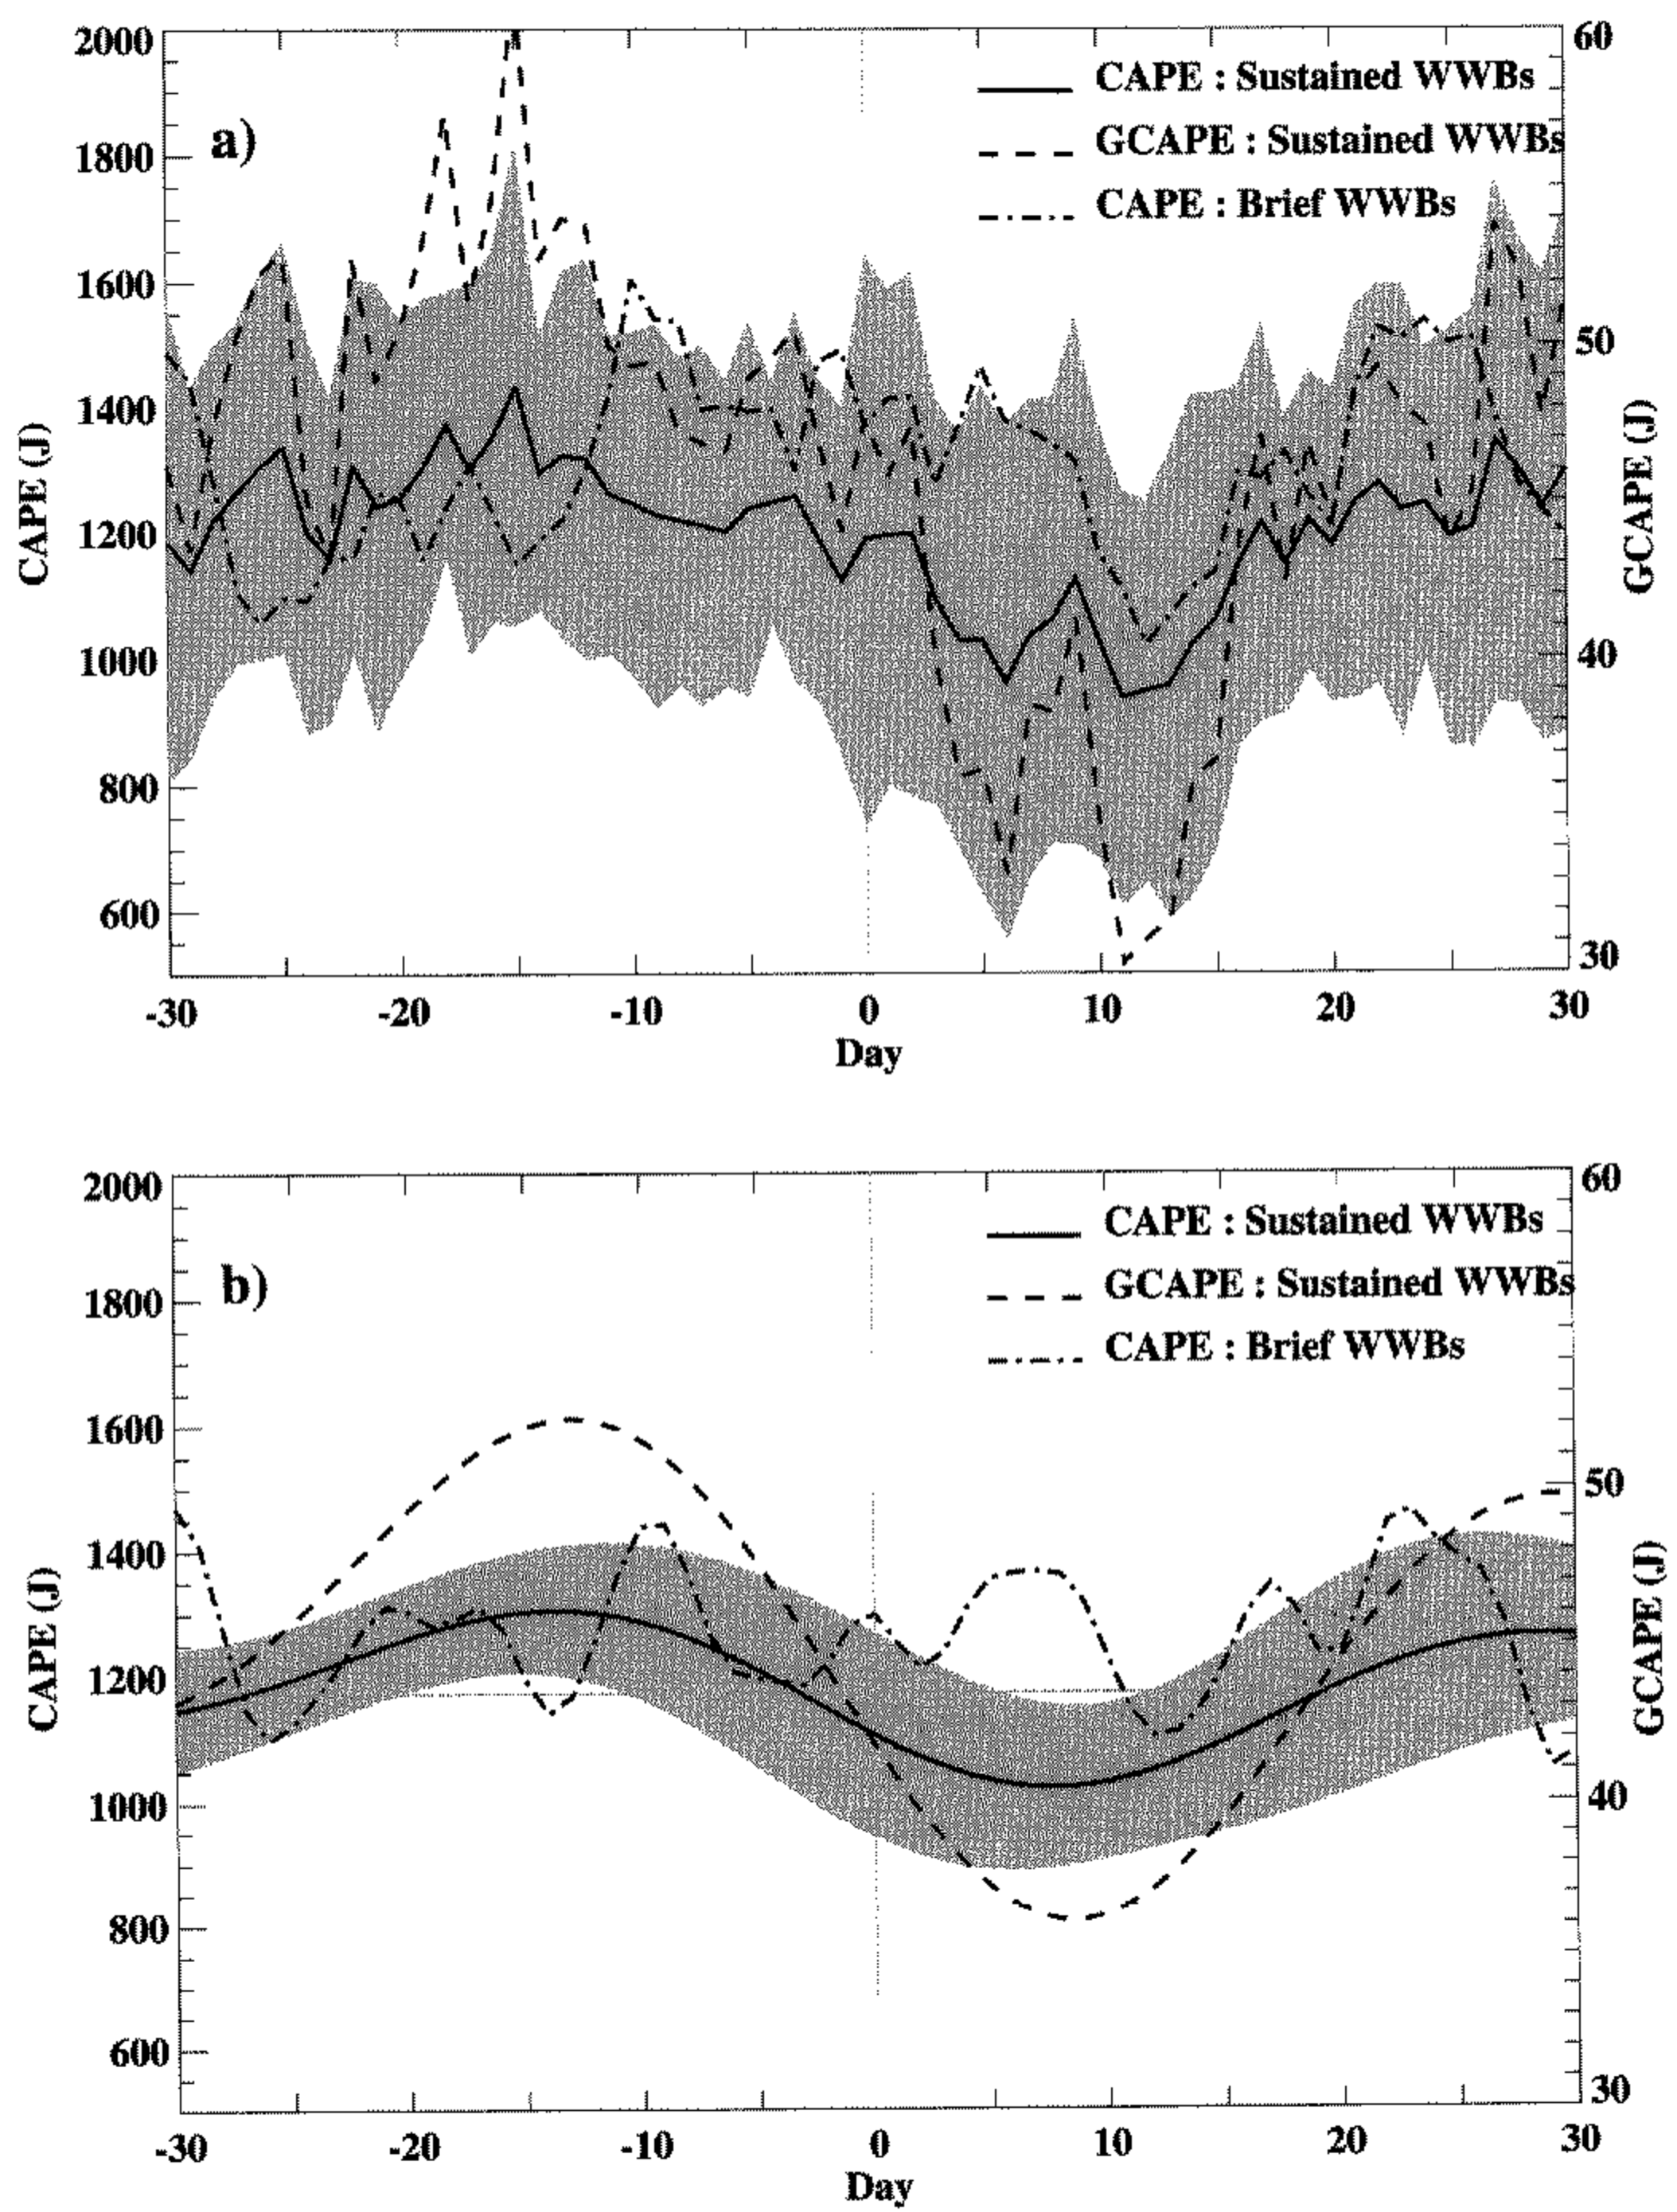 2000
1800
1600
1400
1200
1000
800
600
CAPE (J)
a)
CAPE : Sustained WWBs
GCAPE : Sustained WWBs
CAPE : Brief WWBs
60
50
40
30
GCAPE (J)
-30 -20 -10 0 10 20 30
Day
2000
1800
1600
1400
1200
1000
800
600
CAPE (J)
b)
CAPE : Sustained WWBs
GCAPE : Sustained WWBs
CAPE : Brief WWBs
60
50
40
30
GCAPE (J)
-30 -20 -10 0 10 20 30
Day